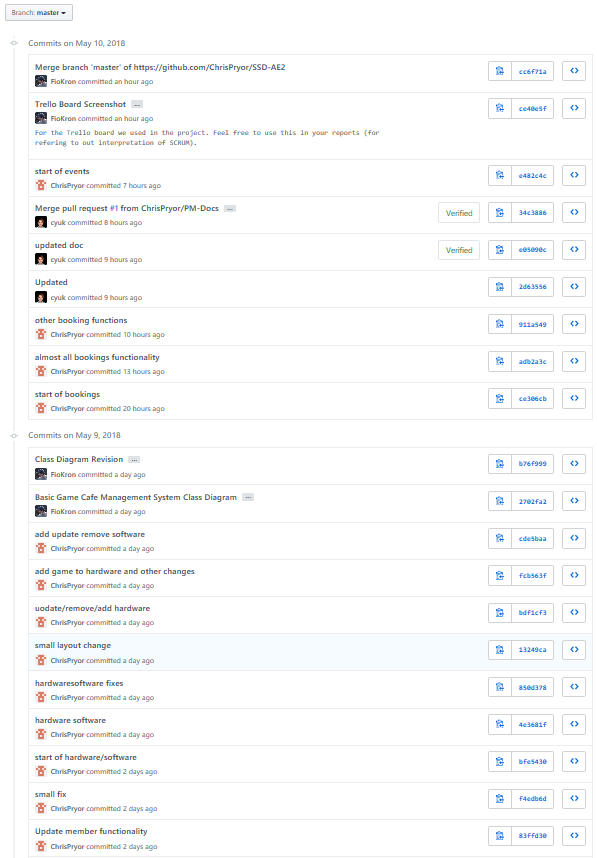 Branch: master
Commits on May 10, 2018
Merge branch 'master' of https://github.com/ChrisPryor/SSD-AE2
FioKron committed an hour ago
cc6f71a
Trello Board Screenshot …
FioKron committed an hour ago
ce40e5f
For the Trello board we used in the project. Feel free to use this in your reports (for
refering to out interpretation of SCRUM).
start of events
ChrisPryor committed 7 hours ago
e482c4c
Merge pull request #1 from ChrisPryor/PM-Docs …
cyuk committed 8 hours ago
Verified
34c3886
updated doc
cyuk committed 9 hours ago
Verified
e05090c
Updated
cyuk committed 9 hours ago
2d63556
other booking functions
ChrisPryor committed 10 hours ago
911a549
almost all bookings functionality
ChrisPryor committed 13 hours ago
adb2a3c
start of bookings
ChrisPryor committed 20 hours ago
ce306cb
Commits on May 9, 2018
Class Diagram Revision …
FioKron committed a day ago
b76f999
Basic Game Cafe Management System Class Diagram …
FioKron committed a day ago
2702fa2
add update remove software
ChrisPryor committed a day ago
cde5baa
add game to hardware and other changes
ChrisPryor committed a day ago
fcb563f
uodate/remove/add hardware
ChrisPryor committed a day ago
bdf1cf3
small layout change
ChrisPryor committed a day ago
13249ca
hardwaresoftware fixes
ChrisPryor committed a day ago
850d378
hardware software
ChrisPryor committed a day ago
4e3681f
start of hardware/software
ChrisPryor committed 2 days ago
bfe5430
small fix
ChrisPryor committed 2 days ago
f4edb6d
Update member functionality
ChrisPryor committed 2 days ago
83ffd30